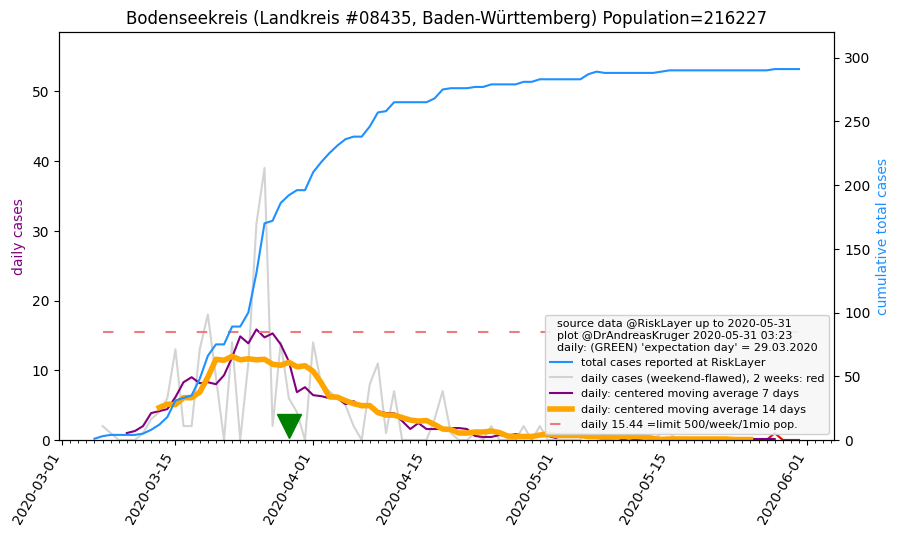 Bodenseekreis (Landkreis #08435, Baden-Württemberg) Population=216227
daily cases
50
40
30
20
10
0
300
250
200
150
100
50
0
cumulative total cases
source data @RiskLayer up to 2020-05-31
plot @DrAndreasKruger 2020-05-31 03:23
daily: (GREEN) 'expectation day' = 29.03.2020
total cases reported at RiskLayer
daily cases (weekend-flawed), 2 weeks: red
daily: centered moving average 7 days
daily: centered moving average 14 days
daily 15.44 =limit 500/week/1mio pop.
2020-03-01
2020-03-15
2020-04-01
2020-04-15
2020-05-01
2020-05-15
2020-06-01